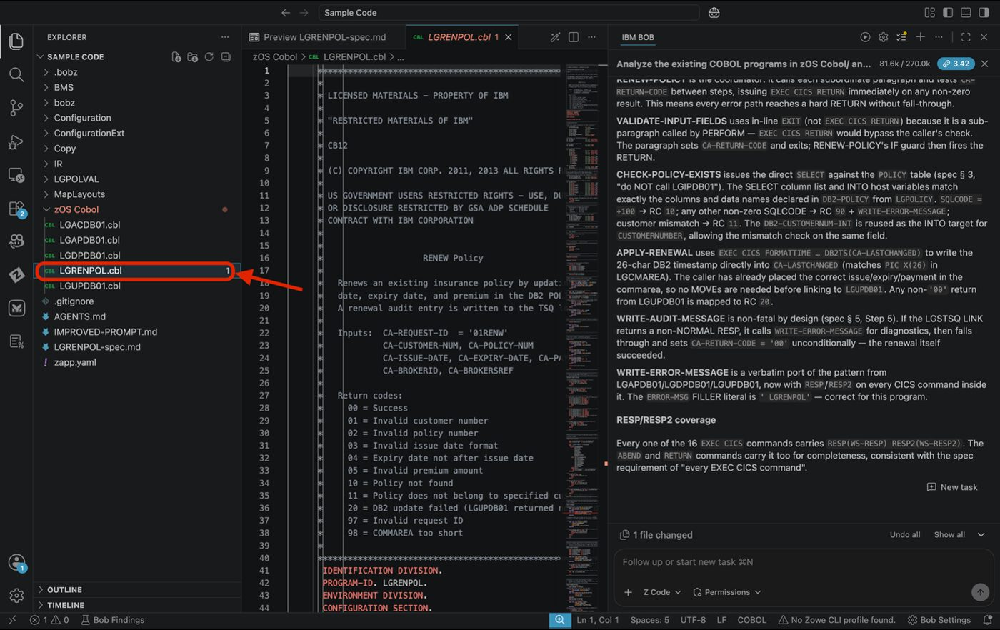 Sample Code
EXPLORER
SAMPLE CODE
.bobz
BMS
bobz
Configuration
ConfigurationExt
Copy
IR
LGPOLVAL
MapLayouts
zOS Cobol
CBL LGACDB01.cbl
CBL LGAPDB01.cbl
CBL LGDPDB01.cbl
CBL LGRENPOL.cbl 1
CBL LGUPDB01.cbl
.gitignore
AGENTS.md
IMPROVED-PROMPT.md
LGRENPOL-spec.md
! zapp.yaml
2
1
OUTLINE
TIMELINE
Preview LGRENPOL-spec.md
CBL LGRENPOL.cbl 1
zOS Cobol > CBL LGRENPOL.cbl > ...
1 ************************************************
2 *
3 * LICENSED MATERIALS – PROPERTY OF IBM
4 *
5 * "RESTRICTED MATERIALS OF IBM"
6 *
7 * CB12
8 *
9 * (C) COPYRIGHT IBM CORP. 2011, 2013 ALL RIGHTS
10 *
11 * US GOVERNMENT USERS RESTRICTED RIGHTS – USE,
12 * OR DISCLOSURE RESTRICTED BY GSA ADP SCHEDULE
13 * CONTRACT WITH IBM CORPORATION
14 *
15 *
16 * RENEW Policy
17 *
18 * Renews an existing insurance policy by updati
19 * date, expiry date, and premium in the DB2 POL
20 * A renewal audit entry is written to the TSQ
21 *
22 * Inputs: CA-REQUEST-ID = '01RENW'
23 * CA-CUSTOMER-NUM, CA-POLICY-NUM
24 * CA-ISSUE-DATE, CA-EXPIRY-DATE, CA-PA
25 * CA-BROKERID, CA-BROKERSREF
26 *
27 * Return codes:
28 * 00 = Success
29 * 01 = Invalid customer number
30 * 02 = Invalid policy number
31 * 03 = Invalid issue date format
32 * 04 = Expiry date not after issue date
33 * 05 = Invalid premium amount
34 * 10 = Policy not found
35 * 11 = Policy does not belong to specified cu
36 * 20 = DB2 update failed (LGUPDB01 returned
37 * 97 = Invalid request ID
38 * 98 = COMMAREA too short
39 *
40 ************************************************
41 IDENTIFICATION DIVISION.
42 PROGRAM-ID. LGRENPOL.
43 ENVIRONMENT DIVISION.
44 CONFIGURATION SECTION.
IBM BOB
Analyze the existing COBOL programs in zOS Cobol/ an... 81.6k / 270.0k 3.42
RENEW-POLICY is the coordinator: it calls each subordinate paragraph and tests CA-
RETURN-CODE between steps, issuing EXEC CICS RETURN immediately on any non-zero
result. This means every error path reaches a hard RETURN without fall-through.
VALIDATE-INPUT-FIELDS uses in-line EXIT (not EXEC CICS RETURN) because it is a sub-
paragraph called by PERFORM — EXEC CICS RETURN would bypass the caller's check.
The paragraph sets CA-RETURN-CODE and exits; RENEW-POLICY's IF guard then fires the
RETURN.
CHECK-POLICY-EXISTS issues the direct SELECT against the POLICY table (spec § 3,
"do NOT call LGIPDB01"). The SELECT column list and INTO host variables match
exactly the columns and data names declared in DB2-POLICY from LGPOLICY. SQLCODE =
+100 → RC 10; any other non-zero SQLCODE → RC 90 + WRITE-ERROR-MESSAGE;
customer mismatch → RC 11. The DB2-CUSTOMERNUM-INT is reused as the INTO target for
CUSTOMERNUMBER, allowing the mismatch check on the same field.
APPLY-RENEWAL uses EXEC CICS FORMATTIME … DB2TS(CA-LASTCHANGED) to write the
26-char DB2 timestamp directly into CA-LASTCHANGED (matches PIC X(26) in
LGCMAREA). The caller has already placed the correct issue/expiry/payment in the
commarea, so no MOVEs are needed before linking to LGUPDB01. Any non-'00' return
from LGUPDB01 is mapped to RC 20.
WRITE-AUDIT-MESSAGE is non-fatal by design (spec § 5, Step 5). If the LGSTSQ LINK
returns a non-NORMAL RESP, it calls WRITE-ERROR-MESSAGE for diagnostics, then falls
through and sets CA-RETURN-CODE = '00' unconditionally — the renewal itself
succeeded.
WRITE-ERROR-MESSAGE is a verbatim port of the pattern from
LGAPDB01/LGDPDB01/LGUPDB01, now with RESP/RESP2 on every CICS command inside
it. The ERROR-MSG FILLER literal is ' LGRENPOL' — correct for this program.
RESP/RESP2 coverage
Every one of the 16 EXEC CICS commands carries RESP(WS-RESP) RESP2(WS-RESP2). The
ABEND and RETURN commands carry it too for completeness, consistent with the spec
requirement of "every EXEC CICS command".
New task
1 file changed Undo all Show all
Follow up or start new task ⌘N
Z Code Permissions
1 0 Bob Findings
Ln 1, Col 1 Spaces: 5 UTF-8 LF COBOL No Zowe CLI profile found. Bob Settings